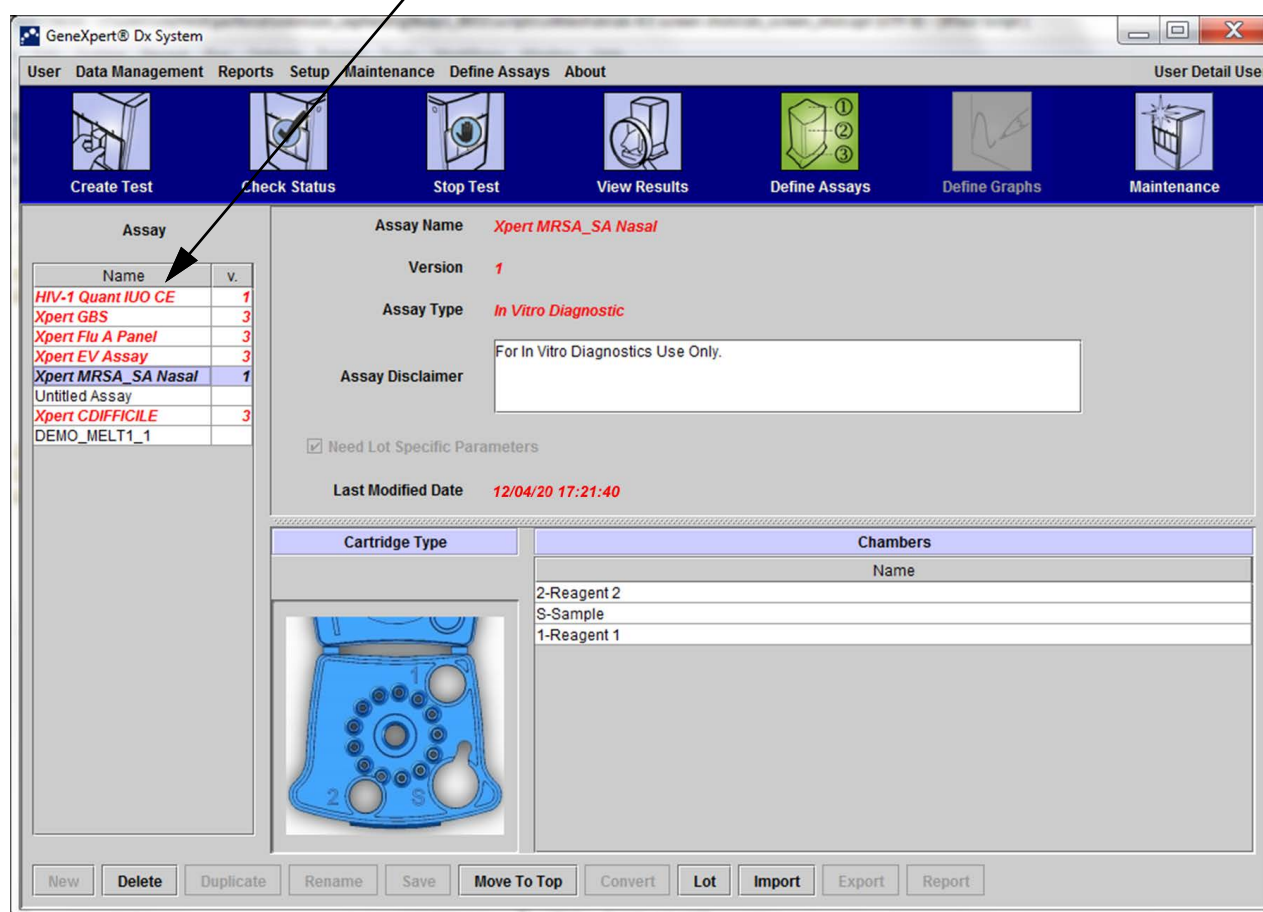 GeneXpert® Dx System
User Data Management Reports Setup Maintenance Define Assays About User Detail Use
① ② ③
Create Test Check Status Stop Test View Results Define Assays Define Graphs Maintenance
Assay
Name v.
HIV-1 Quant IUO CE 1
Xpert GBS 3
Xpert Flu A Panel 3
Xpert EV Assay 3
Xpert MRSA_SA Nasal 1
Untitled Assay
Xpert CDIFFICILE 3
DEMO_MELT1_1
Assay Name Xpert MRSA_SA Nasal
Version 1
Assay Type In Vitro Diagnostic
Assay Disclaimer For In Vitro Diagnostics Use Only.
Need Lot Specific Parameters
Last Modified Date 12/04/20 17:21:40
Cartridge Type
1
2 S
Chambers
Name
2-Reagent 2
S-Sample
1-Reagent 1
New Delete Duplicate Rename Save Move To Top Convert Lot Import Export Report